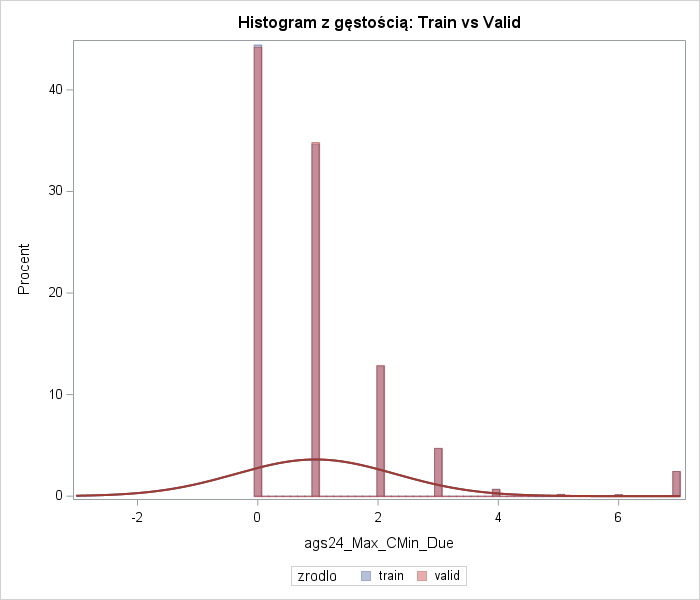 Histogram z gęstością: Train vs Valid
Procent
40
30
20
10
0
-2 0 2 4 6
ags24_Max_CMin_Due
zrodlo train valid